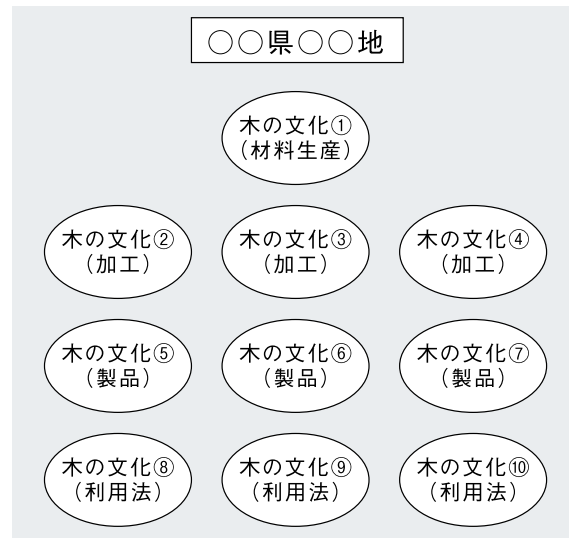 ○○県○○地
木の文化①
（材料生産）
木の文化②
（加工）
木の文化③
（加工）
木の文化④
（加工）
木の文化⑤
（製品）
木の文化⑥
（製品）
木の文化⑦
（製品）
木の文化⑧
（利用法）
木の文化⑨
（利用法）
木の文化⑩
（利用法）